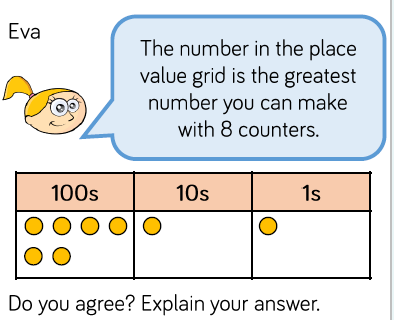 Eva
The number in the place
value grid is the greatest
number you can make
with 8 counters.
100s 10s 1s
Do you agree? Explain your answer.